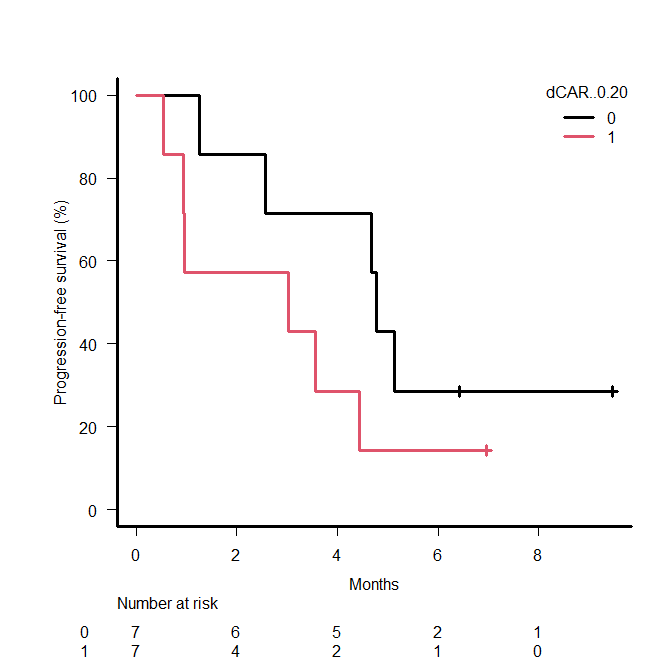 dCAR..0.20
0
1
Progression-free survival (%)
100
80
60
40
20
0
0 2 4 6 8
Months
Number at risk
0 7 6 5 2 1
1 7 4 2 1 0